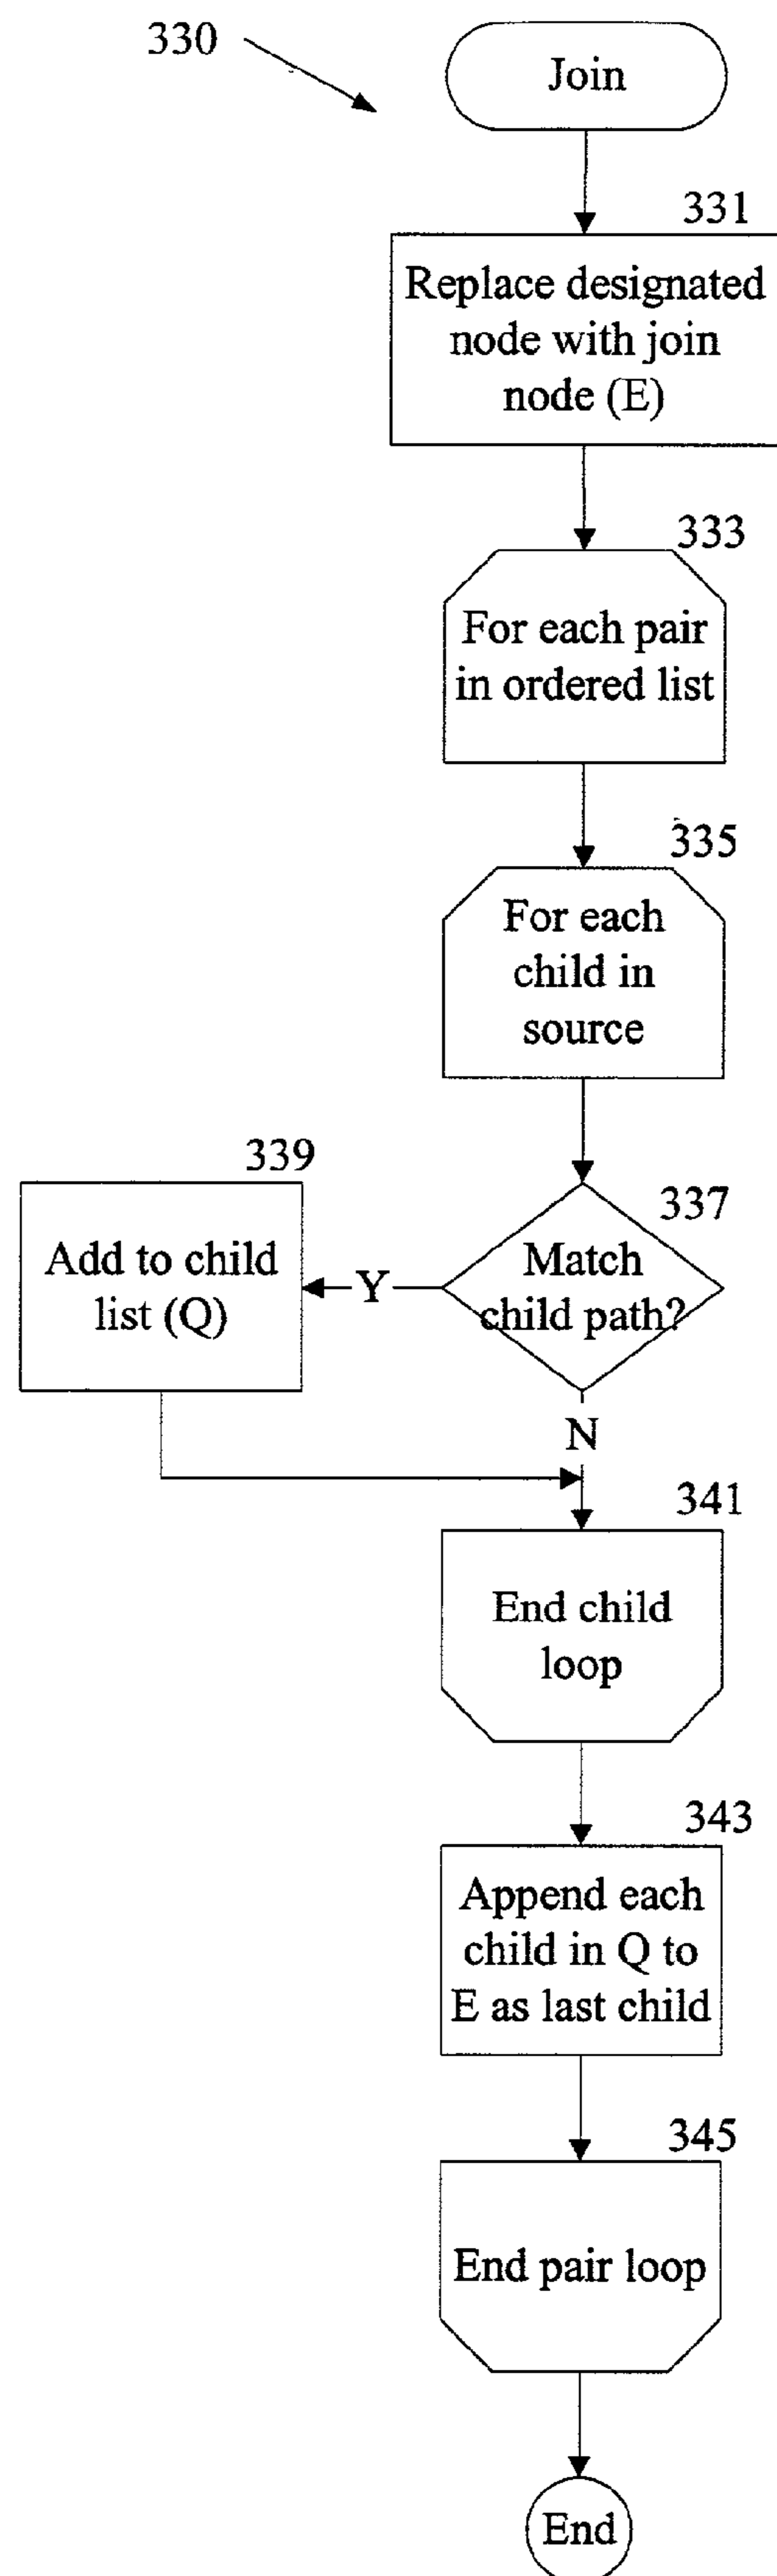 330
Join
331
Replace designated
node with join
node (E)
333
For each pair
in ordered list
335
For each
child in
source
339
337
Add to child
list (Q)
Y
Match
child path?
N
341
End child
loop
343
Append each
child in Q to
E as last child
345
End pair loop
End